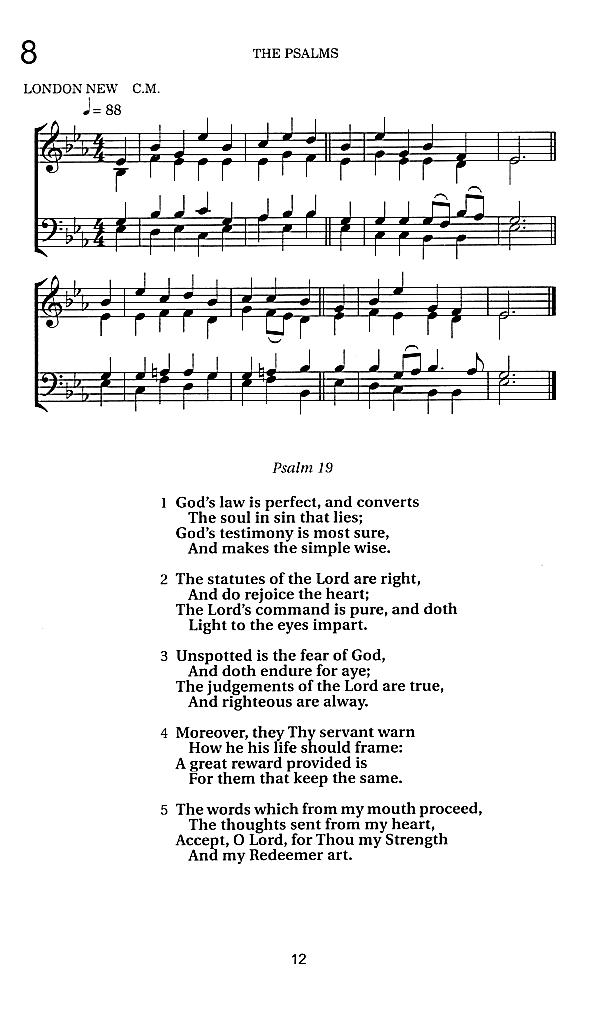 8
THE PSALMS
LONDON NEW C.M.
♩= 88
Psalm 19
1 God's law is perfect, and converts
The soul in sin that lies;
God's testimony is most sure,
And makes the simple wise.
2 The statutes of the Lord are right,
And do rejoice the heart;
The Lord's command is pure, and doth
Light to the eyes impart.
3 Unspotted is the fear of God,
And doth endure for aye;
The judgements of the Lord are true,
And righteous are alway.
4 Moreover, they Thy servant warn
How he his life should frame:
A great reward provided is
For them that keep the same.
5 The words which from my mouth proceed,
The thoughts sent from my heart,
Accept, O Lord, for Thou my Strength
And my Redeemer art.
12